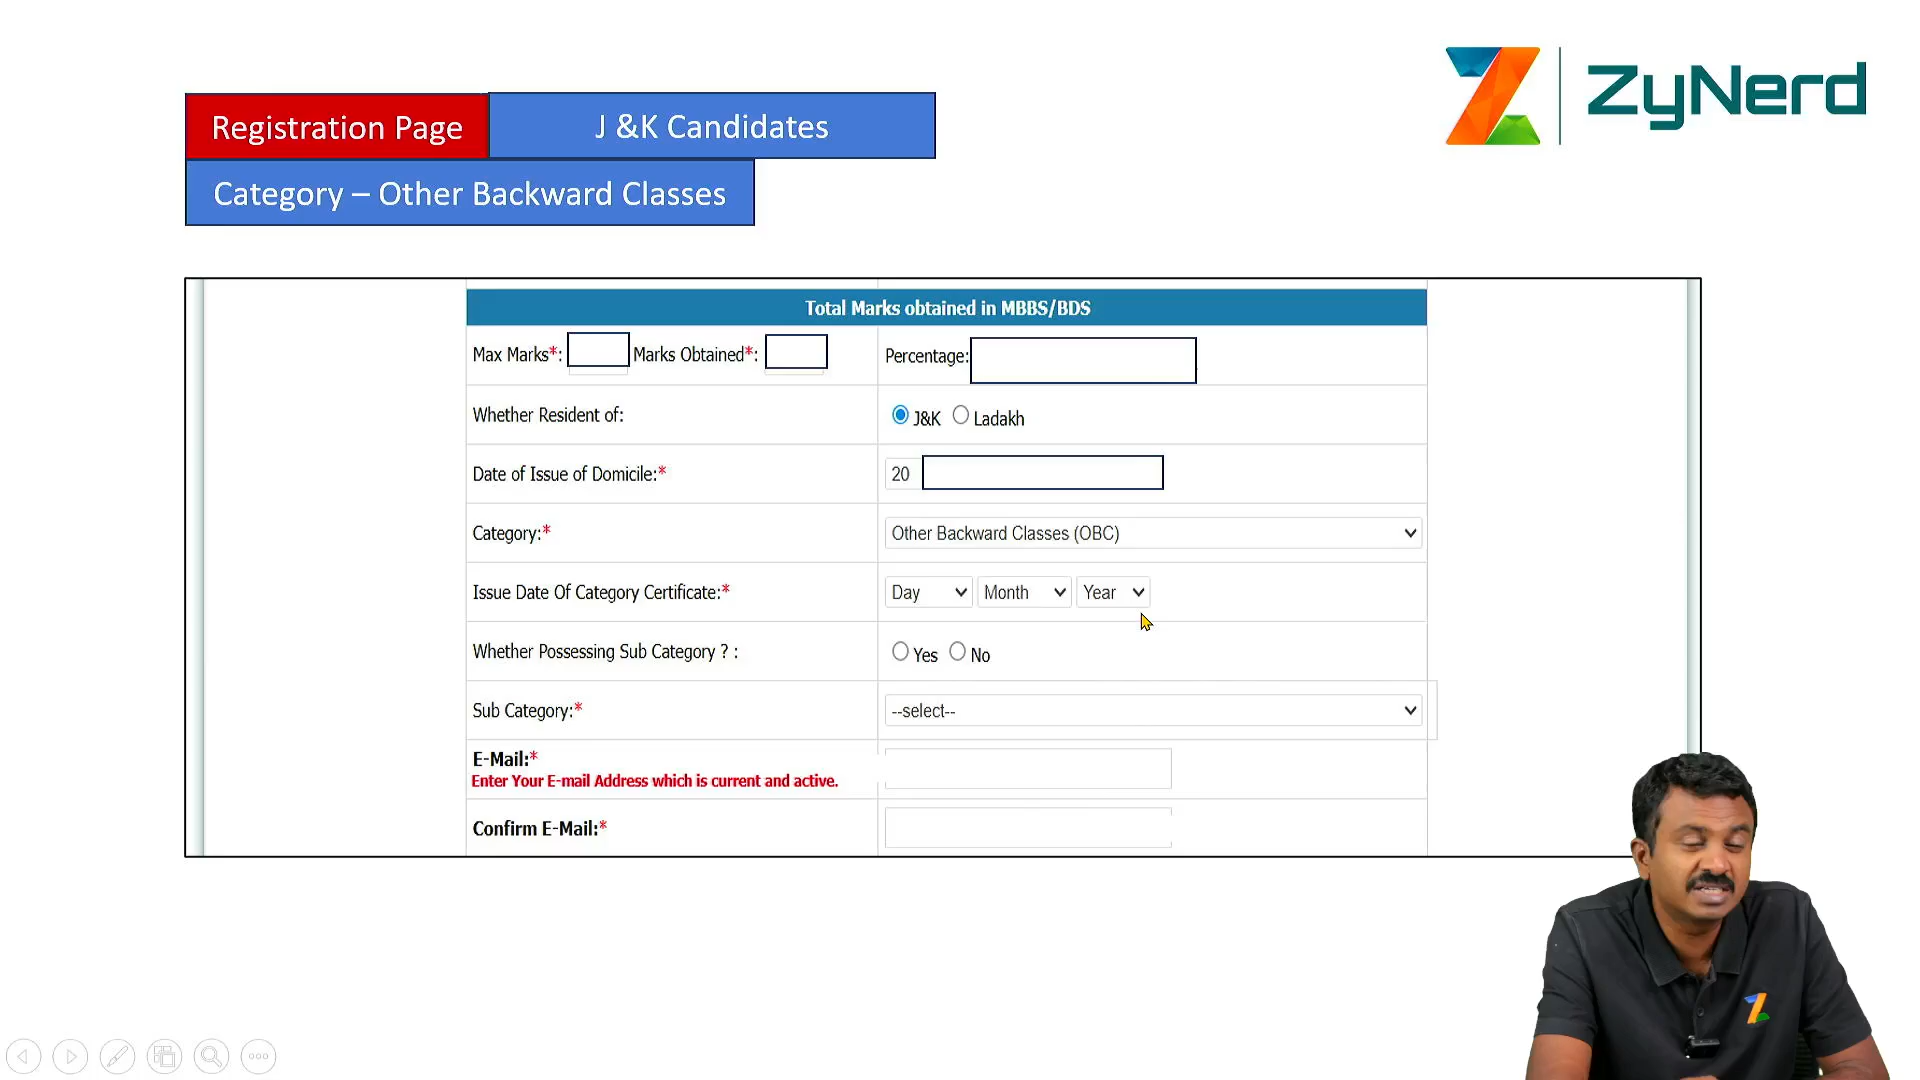 ZyNerd
Registration Page
J &K Candidates
Category – Other Backward Classes
Total Marks obtained in MBBS/BDS
Max Marks*: Marks Obtained*: Percentage:
Whether Resident of: J&K Ladakh
Date of Issue of Domicile:* 20
Category:* Other Backward Classes (OBC)
Issue Date Of Category Certificate:* Day Month Year
Whether Possessing Sub Category ? : Yes No
Sub Category:* --select--
E-Mail:*
Enter Your E-mail Address which is current and active.
Confirm E-Mail:*